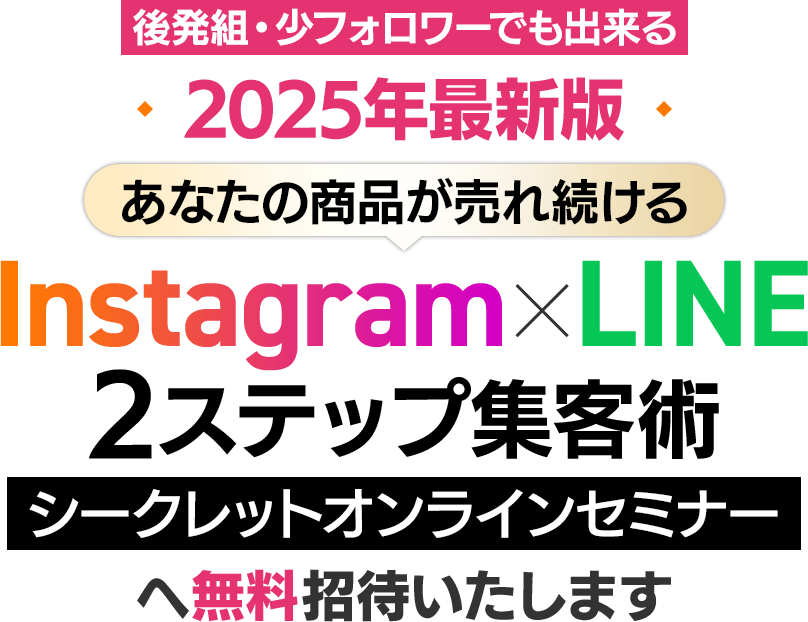 後発組・少フォロワーでも出来る
2025年最新版
あなたの商品が売れ続ける
Instagram×LINE
2ステップ集客術
シークレットオンラインセミナー
へ無料招待いたします